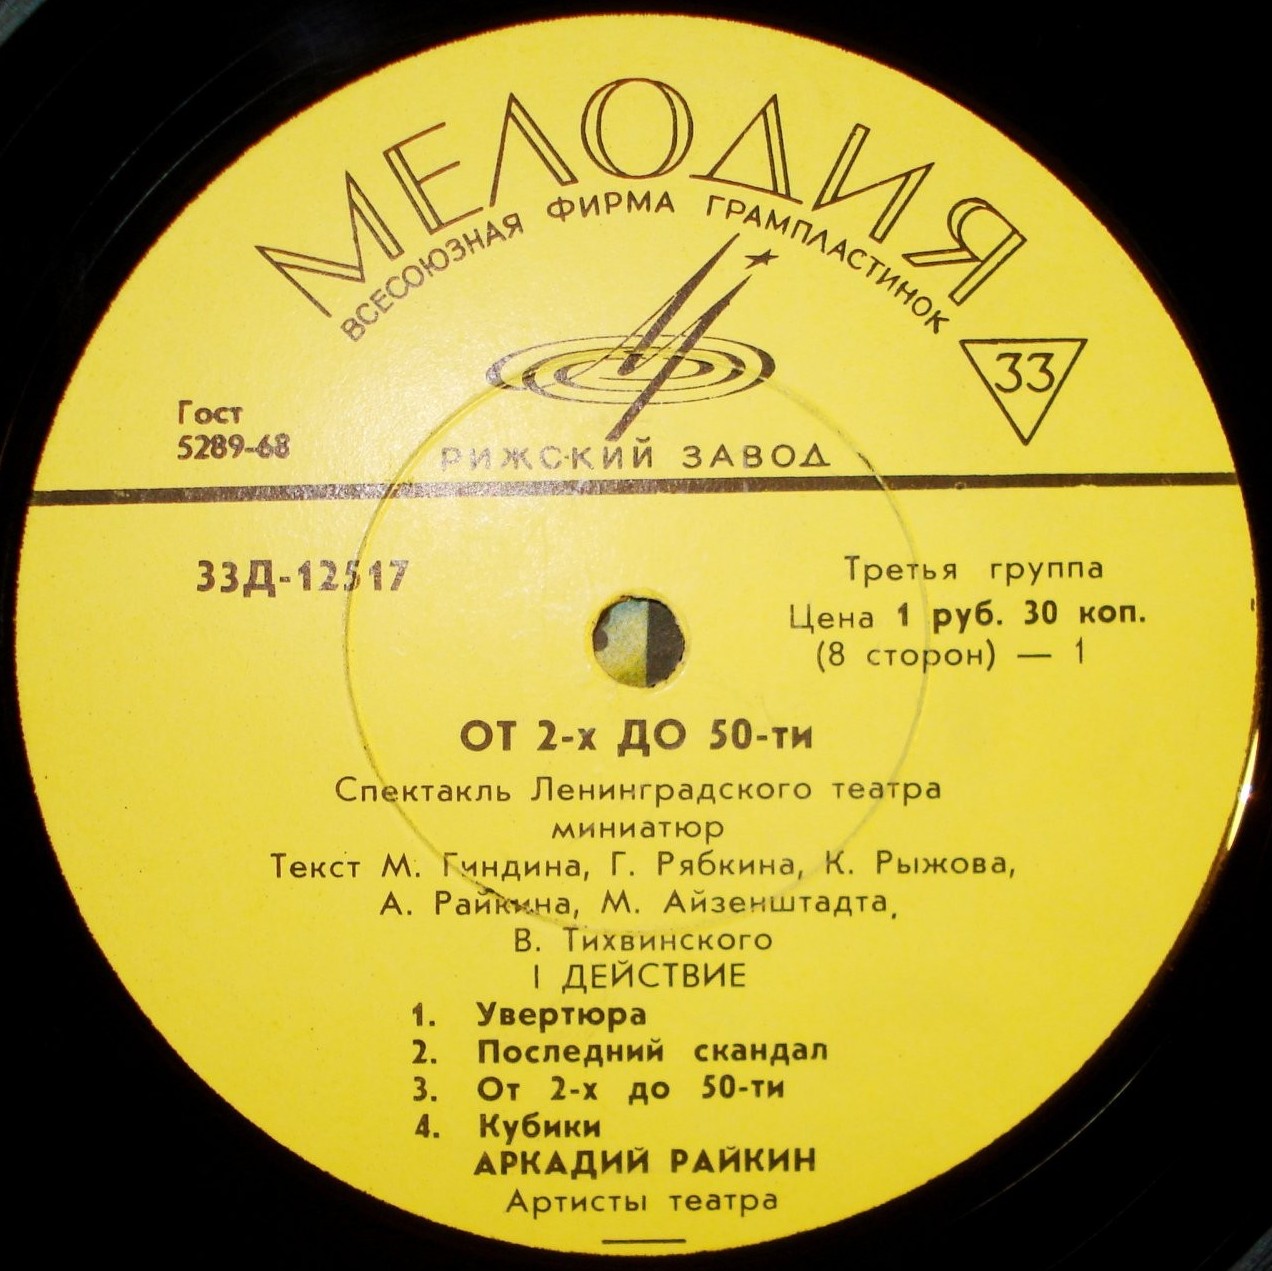 МЕЛОДИЯ
ВСЕСОЮЗНАЯ ФИРМА ГРАМПЛАСТИНОК
33
Гост
5289-68
РИЖСКИЙ ЗАВОД
33Д-12517
Третья группа
Цена 1 руб. 30 коп.
(8 сторон) — 1
ОТ 2-х ДО 50-ти
Спектакль Ленинградского театра
миниатюр
Текст М. Гиндина, Г. Рябкина, К. Рыжова,
А. Райкина, М. Айзенштадта,
В. Тихвинского
I ДЕЙСТВИЕ
1. Увертюра
2. Последний скандал
3. От 2-х до 50-ти
4. Кубики
АРКАДИЙ РАЙКИН
Артисты театра